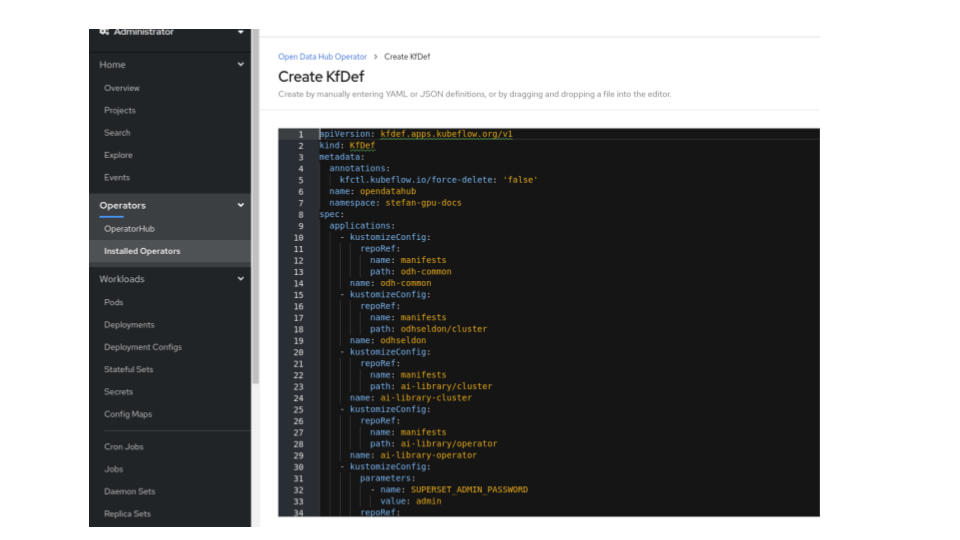 Administrator
Home
Overview
Projects
Search
Explore
Events
Operators
OperatorHub
Installed Operators
Workloads
Pods
Deployments
Deployment Configs
Stateful Sets
Secrets
Config Maps
Cron Jobs
Jobs
Daemon Sets
Replica Sets
Open Data Hub Operator > Create KfDef
Create KfDef
Create by manually entering YAML or JSON definitions, or by dragging and dropping a file into the editor.
1 apiVersion: kfdef.apps.kubeflow.org/v1
2 kind: KfDef
3 metadata:
4   annotations:
5     kfctl.kubeflow.io/force-delete: 'false'
6   name: opendatahub
7   namespace: stefan-gpu-docs
8 spec:
9   applications:
10     - kustomizeConfig:
11         repoRef:
12           name: manifests
13           path: odh-common
14       name: odh-common
15     - kustomizeConfig:
16         repoRef:
17           name: manifests
18           path: odhseldon/cluster
19       name: odhseldon
20     - kustomizeConfig:
21         repoRef:
22           name: manifests
23           path: ai-library/cluster
24       name: ai-library-cluster
25     - kustomizeConfig:
26         repoRef:
27           name: manifests
28           path: ai-library/operator
29       name: ai-library-operator
30     - kustomizeConfig:
31         parameters:
32           - name: SUPERSET_ADMIN_PASSWORD
33             value: admin
34         repoRef: